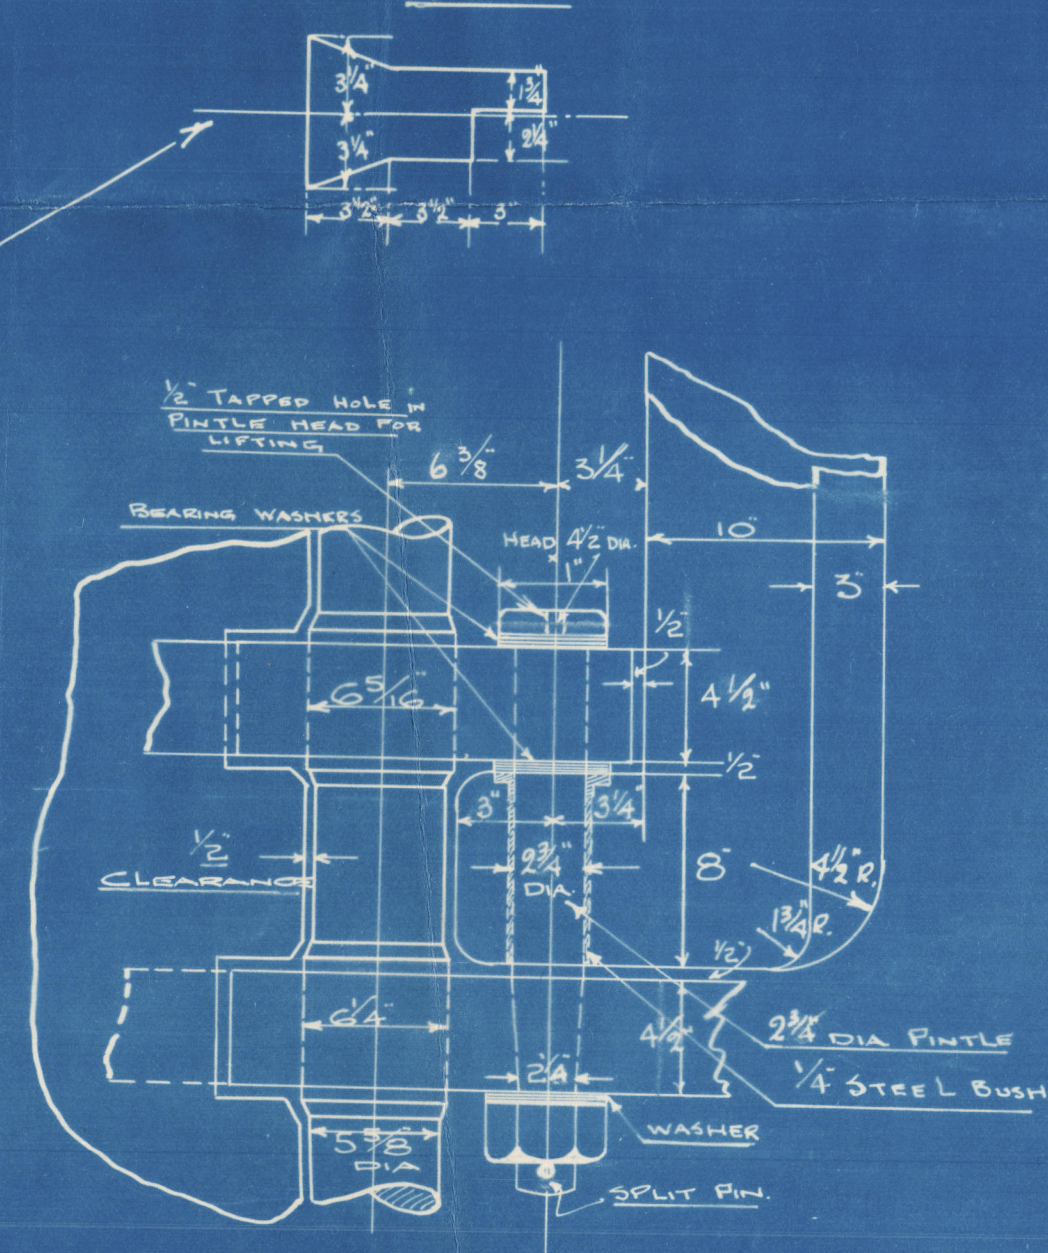 3¼"
1¾"
3¼"
2¼"
3½"
3½"
3"
½" TAPPED HOLE IN
PINTLE HEAD FOR
LIFTING
6 3/8"
3¼"
BEARING WASHERS
10"
HEAD 4½ DIA.
1"
3"
½"
6 5/16"
4½"
½"
3"
3¼"
½"
CLEARANCE
2¾"
DIA.
8"
4½" R.
1¾" R.
½"
6¼"
4½"
2¾" DIA PINTLE
2¼
¼" STEEL BUSH
WASHER
5 5/8"
DIA
SPLIT PIN.